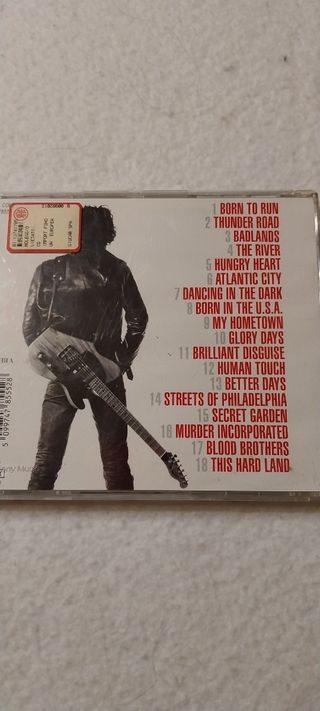 1 BORN TO RUN
2 THUNDER ROAD
3 BADLANDS
4 THE RIVER
5 HUNGRY HEART
6 ATLANTIC CITY
7 DANCING IN THE DARK
8 BORN IN THE U.S.A.
9 MY HOMETOWN
10 GLORY DAYS
11 BRILLIANT DISGUISE
12 HUMAN TOUCH
13 BETTER DAYS
14 STREETS OF PHILADELPHIA
15 SECRET GARDEN
16 MURDER INCORPORATED
17 BLOOD BROTHERS
18 THIS HARD LAND
5 099747 855528